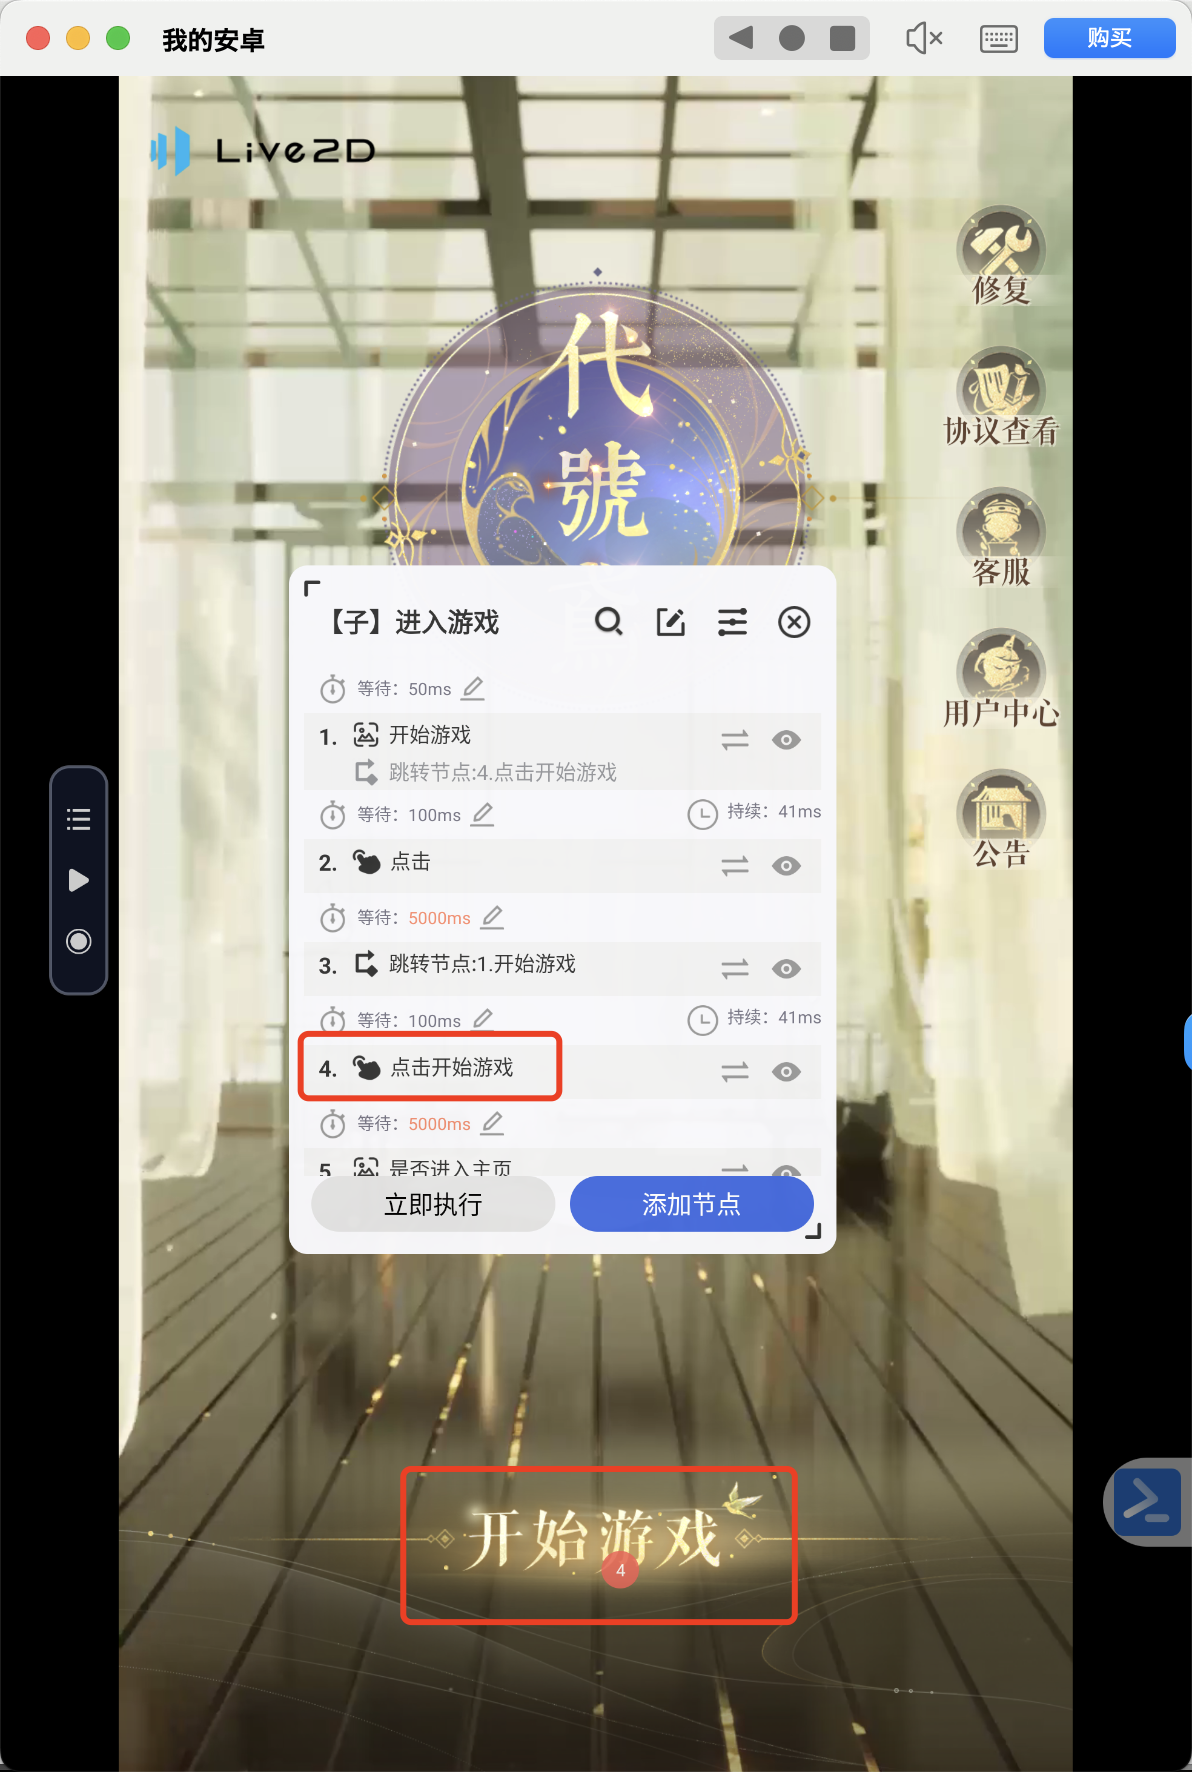 我的安卓
购买
Live2D
修复
代
號
协议查看
客服
【子】进入游戏
等待：50ms
1. 开始游戏
跳转节点:4.点击开始游戏
等待：100ms
持续：41ms
2. 点击
等待：5000ms
3. 跳转节点:1.开始游戏
等待：100ms
持续：41ms
4. 点击开始游戏
等待：5000ms
5 是否进入主页
立即执行
添加节点
用户中心
公告
开始游戏
4